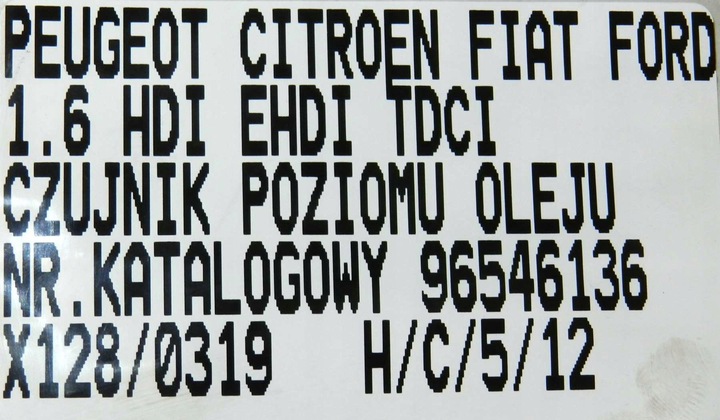 PEUGEOT CITROEN FIAT FORD
1.6 HDI EHDI TDCI
CZUJNIK POZIOMU OLEJU
NR.KATALOGOWY 96546136
X128/0319 H/C/5/12